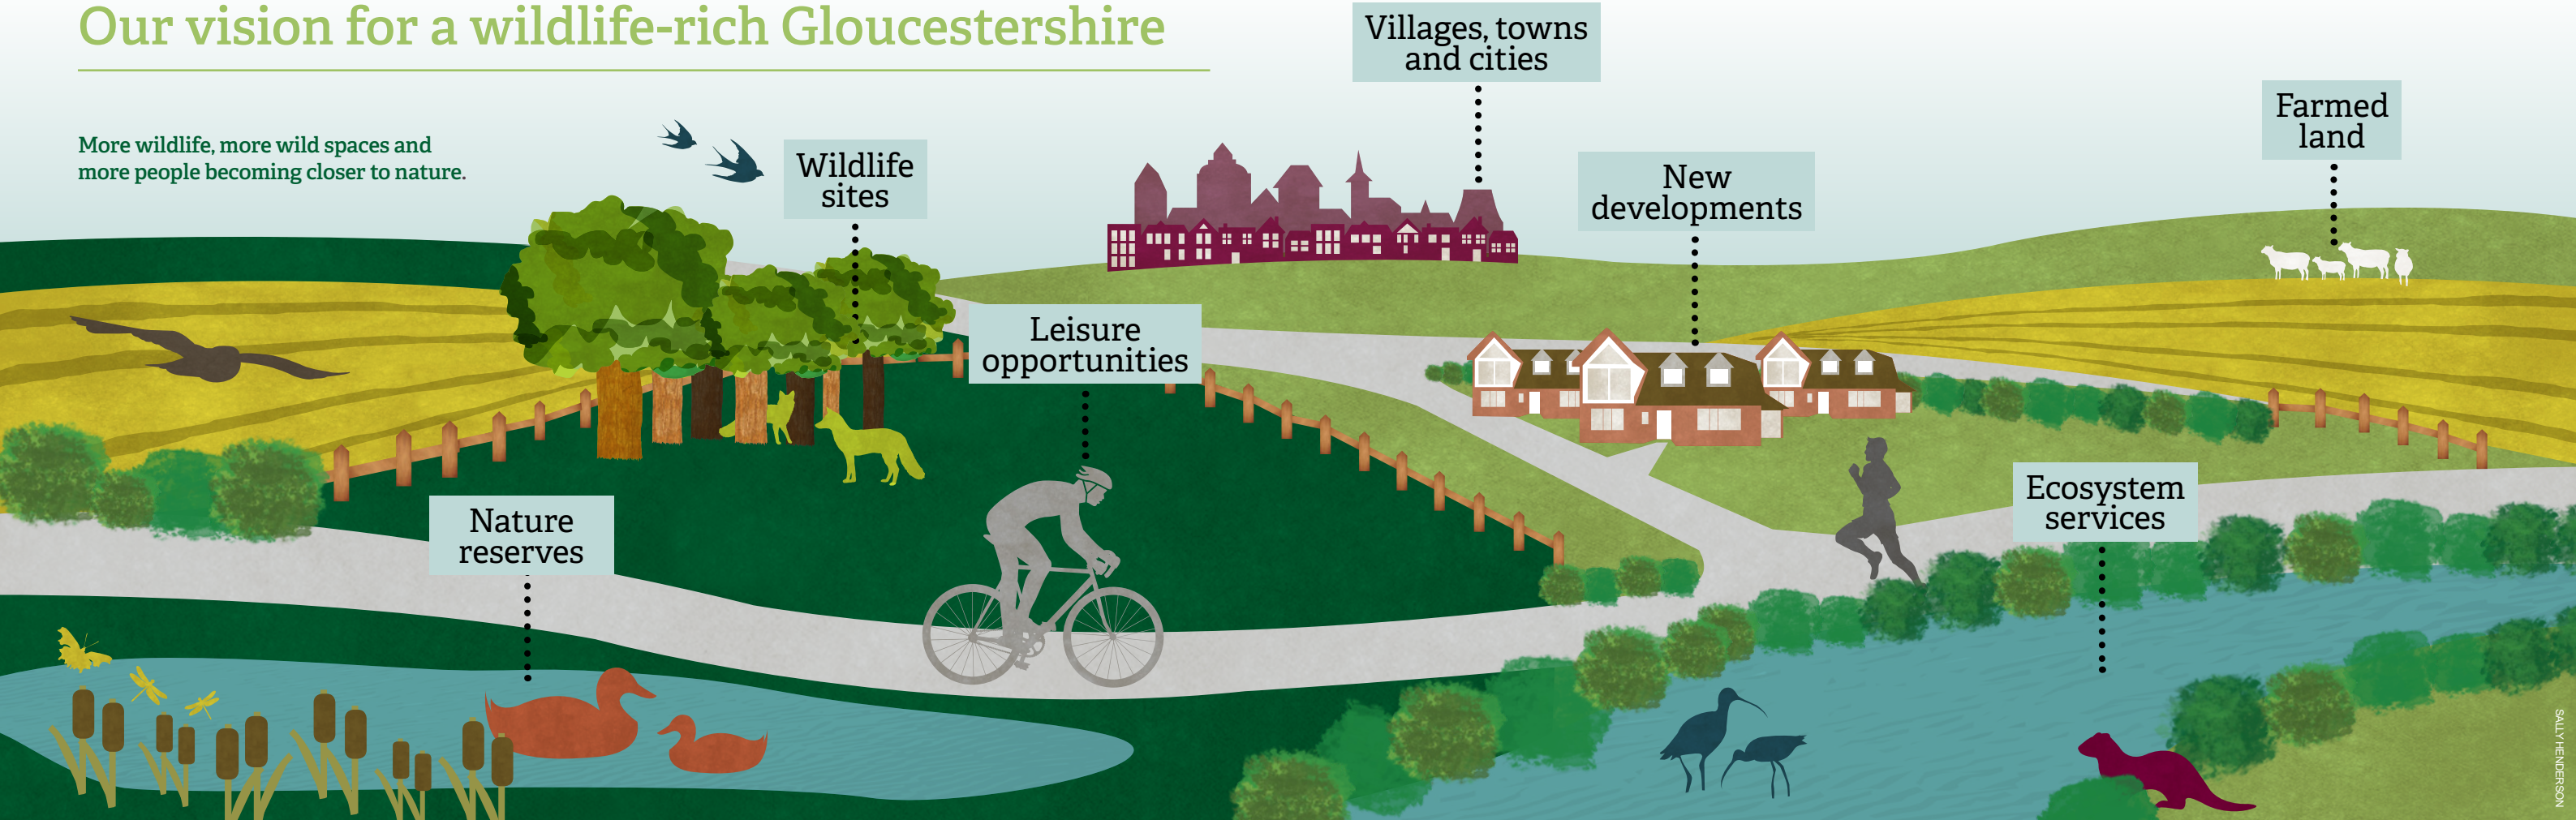 Our vision for a wildlife-rich Gloucestershire
More wildlife, more wild spaces and
more people becoming closer to nature.
Villages, towns
and cities
Farmed
land
Wildlife
sites
New
developments
Leisure
opportunities
Ecosystem
services
Nature
reserves
SALLY HENDERSON